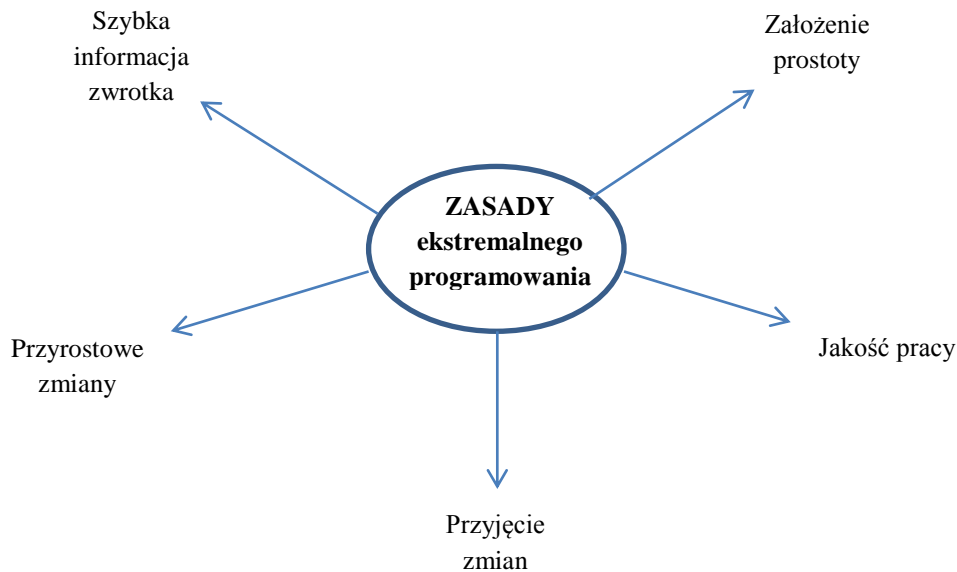 Szybka
informacja
zwrotka
Założenie
prostoty
ZASADY
ekstremalnego
programowania
Przyrostowe
zmiany
Jakość pracy
Przyjęcie
zmian